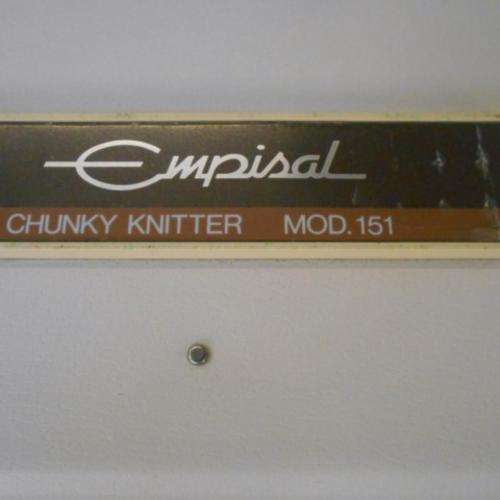 Empisal
CHUNKY KNITTER MOD.151